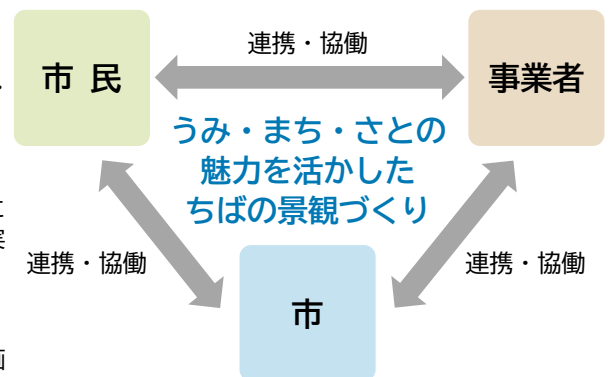 連携・協働
市 民
事業者
うみ・まち・さとの
魅力を活かした
ちばの景観づくり
連携・協働
連携・協働
市